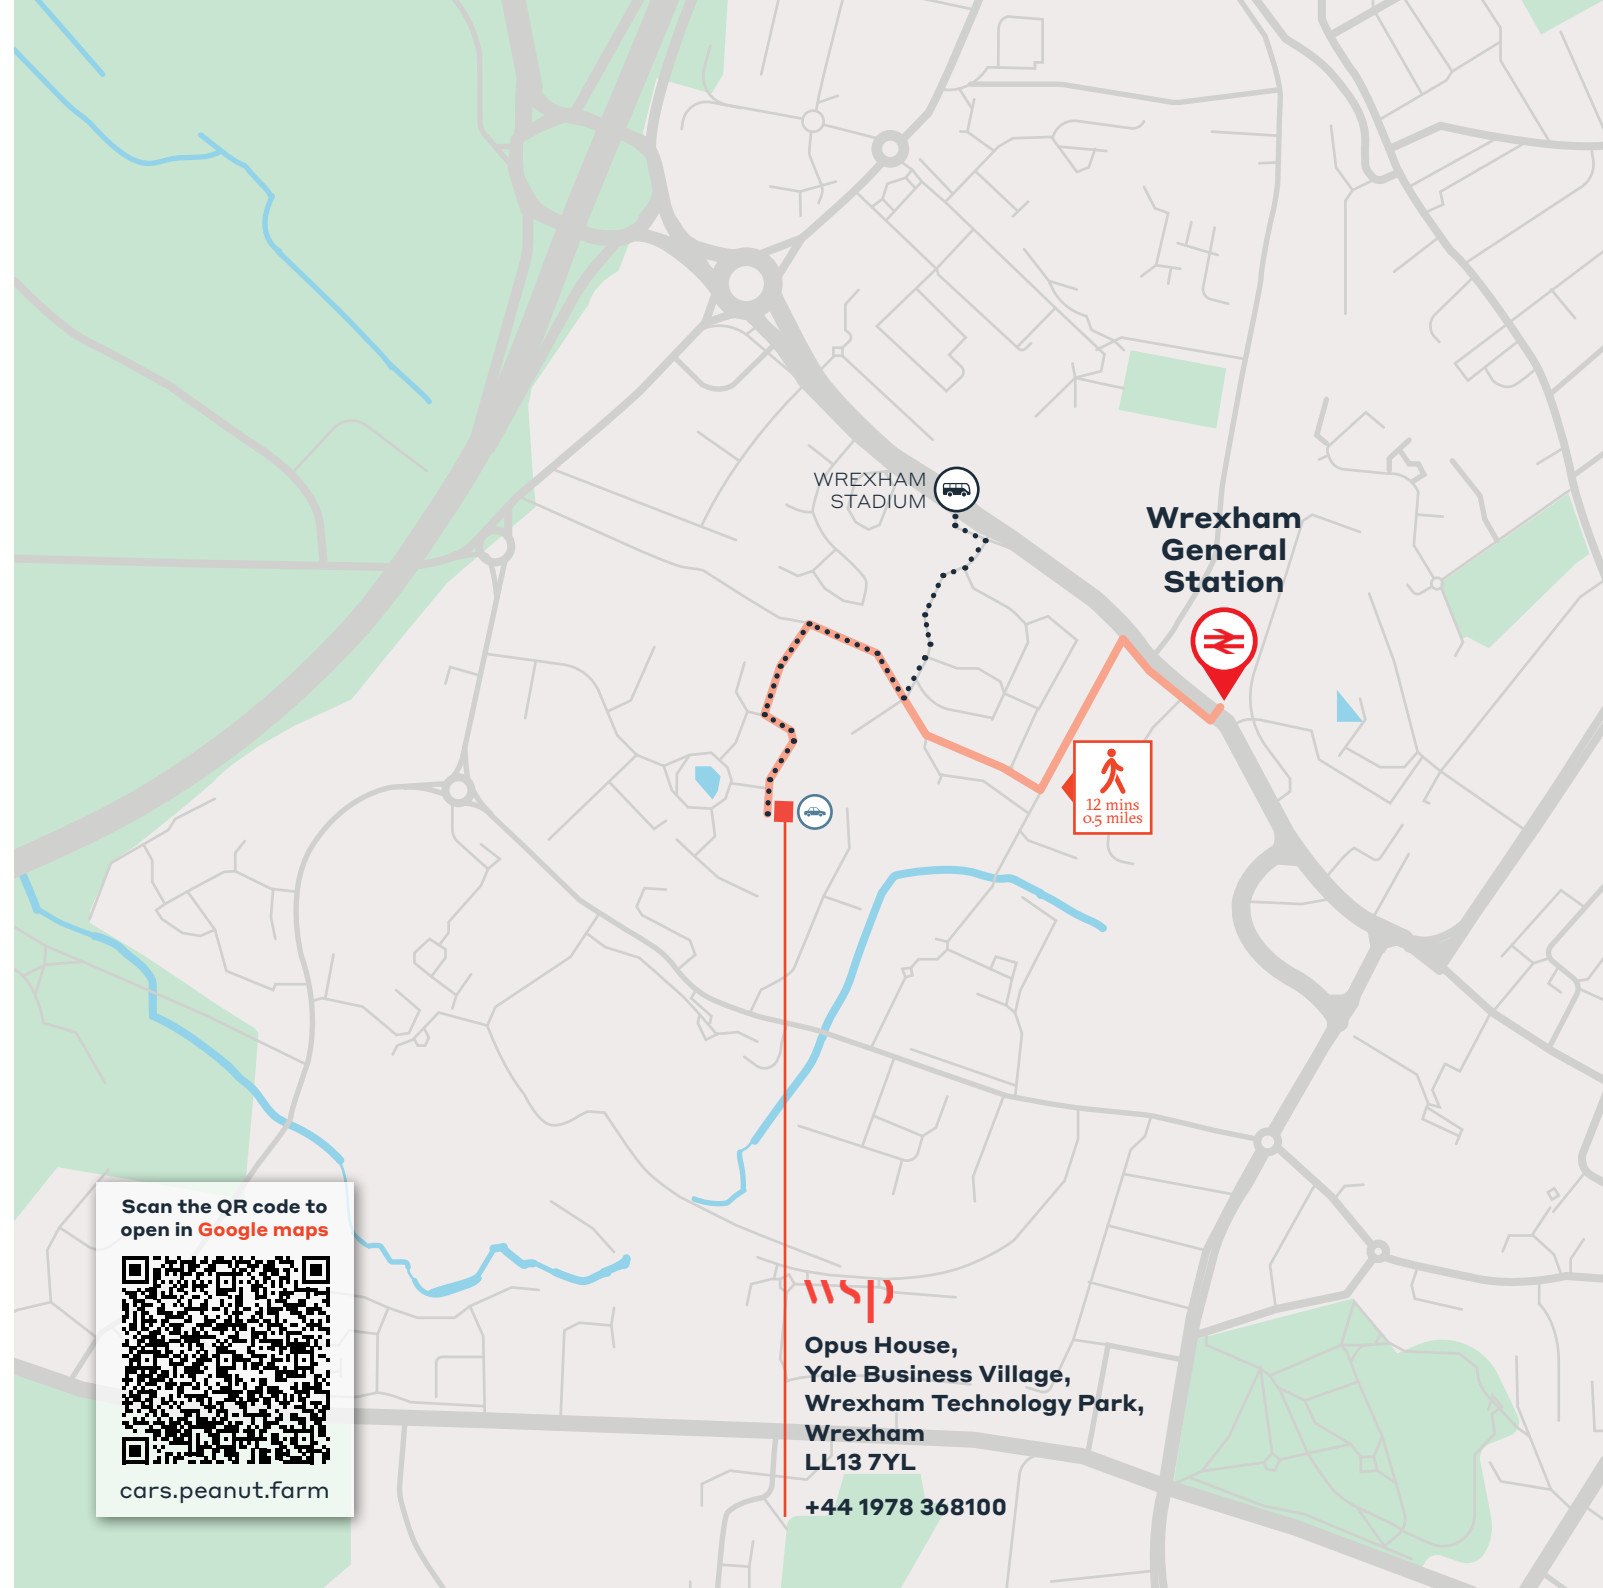 WREXHAM
STADIUM
Wrexham
General
Station
12 mins
0.5 miles
Scan the QR code to
open in Google maps
cars.peanut.farm
wsp
Opus House,
Yale Business Village,
Wrexham Technology Park,
Wrexham
LL13 7YL
+44 1978 368100